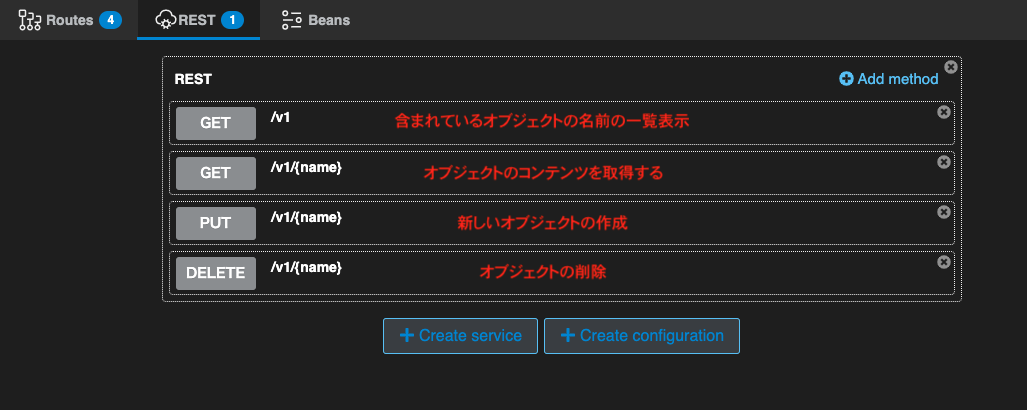 Routes 4 REST 1 Beans
REST Add method
GET /v1 含まれているオブジェクトの名前の一覧表示
GET /v1/{name} オブジェクトのコンテンツを取得する
PUT /v1/{name} 新しいオブジェクトの作成
DELETE /v1/{name} オブジェクトの削除
Create service Create configuration